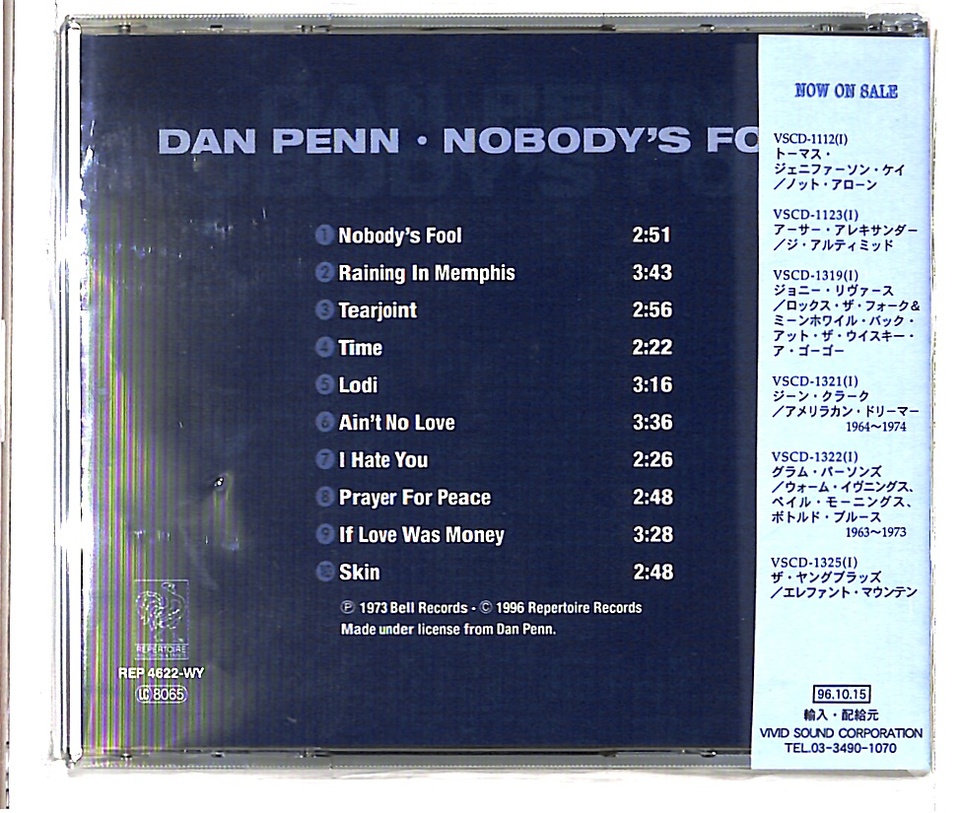 DAN PENN • NOBODY'S FO
1 Nobody's Fool 2:51
2 Raining In Memphis 3:43
3 Tearjoint 2:56
4 Time 2:22
5 Lodi 3:16
6 Ain't No Love 3:36
7 I Hate You 2:26
8 Prayer For Peace 2:48
9 If Love Was Money 3:28
10 Skin 2:48
℗ 1973 Bell Records - © 1996 Repertoire Records
Made under license from Dan Penn.
REPERTOIRE
REP 4622-WY
LC 8065
NOW ON SALE
VSCD-1112(I)
トーマス・
ジェニファーソン・ケイ
／ノット・アローン
VSCD-1123(I)
アーサー・アレキサンダー
／ジ・アルティミッド
VSCD-1319(I)
ジョニー・リヴァース
／ロックス・ザ・フォーク&
ミーンホワイル・バック・
アット・ザ・ウイスキー・
ア・ゴーゴー
VSCD-1321(I)
ジーン・クラーク
／アメリラカン・ドリーマー
1964〜1974
VSCD-1322(I)
グラム・パーソンズ
／ウォーム・イヴニングス、
ペイル・モーニングス、
ボトルド・ブルース
1963〜1973
VSCD-1325(I)
ザ・ヤングブラッズ
／エレファント・マウンテン
96.10.15
輸入・配給元
VIVID SOUND CORPORATION
TEL.03-3490-1070